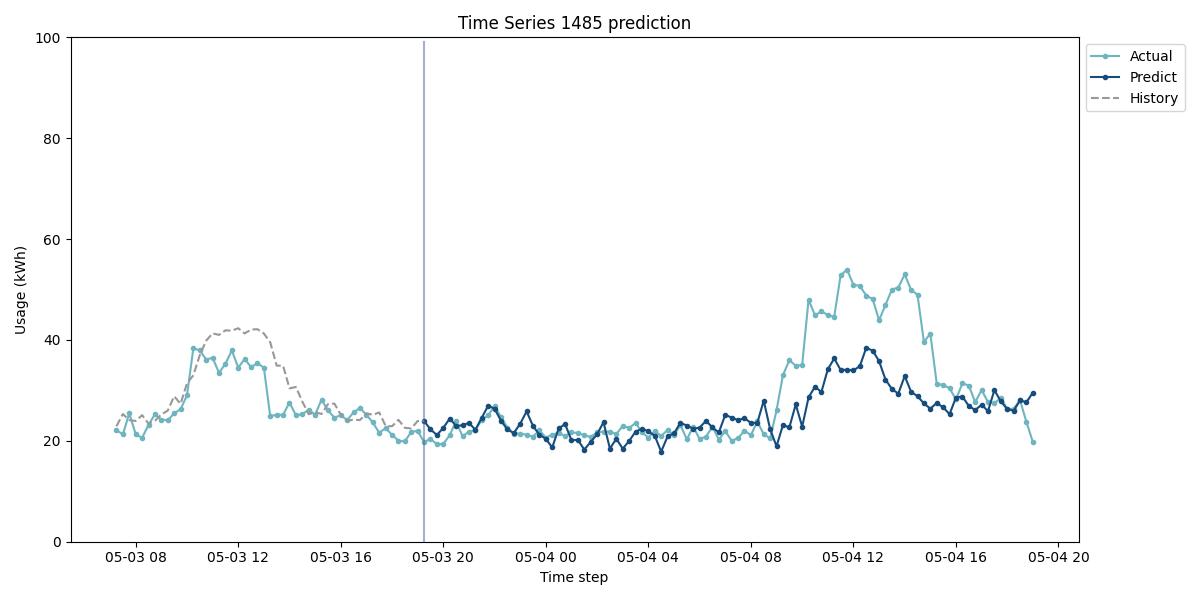 Time Series 1485 prediction
Actual
Predict
History
Usage (kWh)
100
80
60
40
20
0
05-03 08 05-03 12 05-03 16 05-03 20 05-04 00 05-04 04 05-04 08 05-04 12 05-04 16 05-04 20
Time step